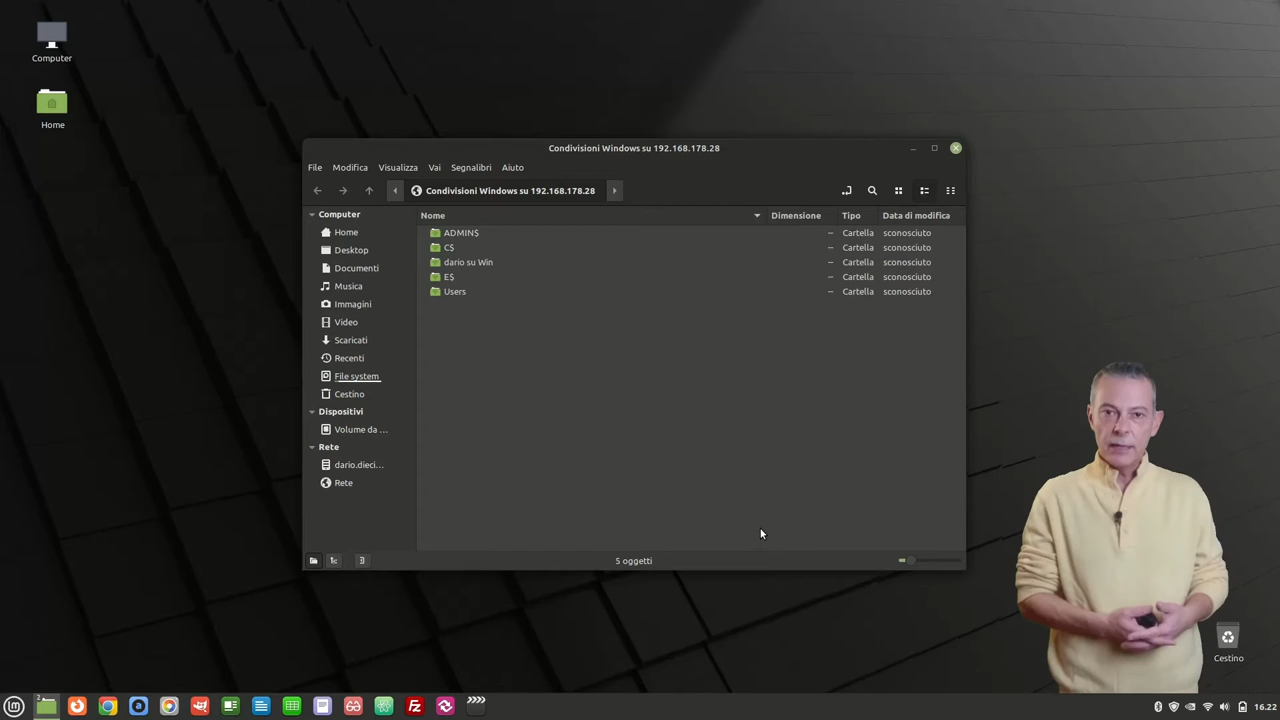 Computer
Home
Condivisioni Windows su 192.168.178.28
File Modifica Visualizza Vai Segnalibri Aiuto
Condivisioni Windows su 192.168.178.28
Computer
Home
Desktop
Documenti
Musica
Immagini
Video
Scaricati
Recenti
File system
Cestino
Dispositivi
Volume da ...
Rete
dario.dieci...
Rete
Nome Dimensione Tipo Data di modifica
ADMIN$ -- Cartella sconosciuto
C$ -- Cartella sconosciuto
dario su Win -- Cartella sconosciuto
E$ -- Cartella sconosciuto
Users -- Cartella sconosciuto
5 oggetti
Cestino
2
16.22